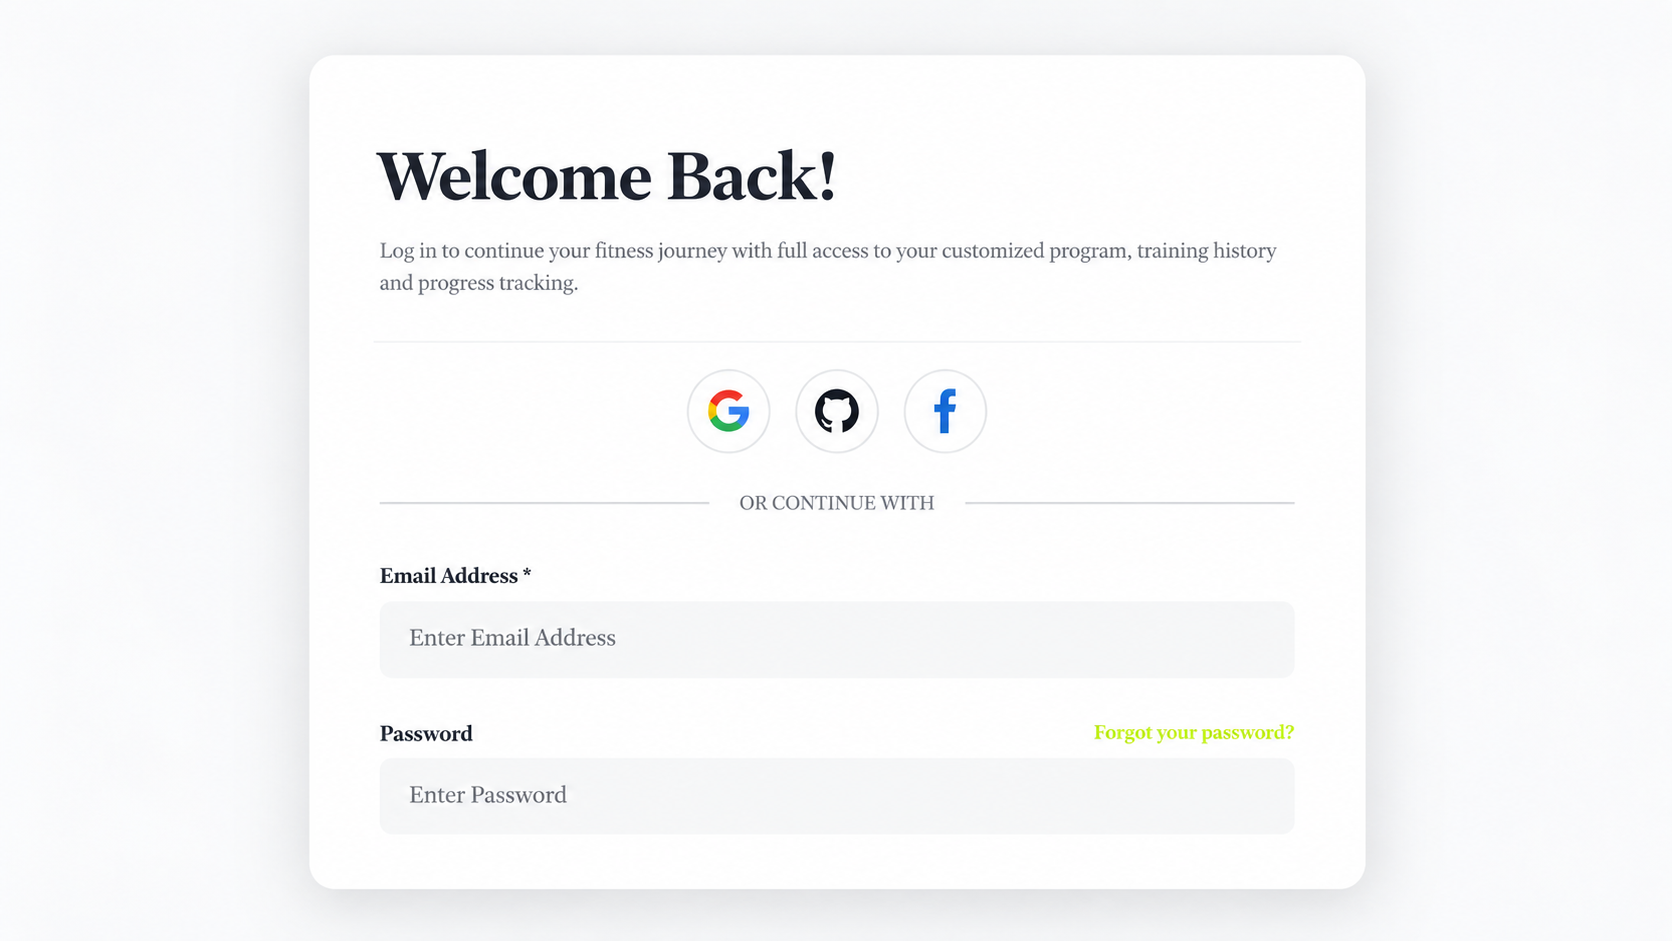 Welcome Back!
Log in to continue your fitness journey with full access to your customized program, training history
and progress tracking.
OR CONTINUE WITH
Email Address *
Enter Email Address
Password
Forgot your password?
Enter Password